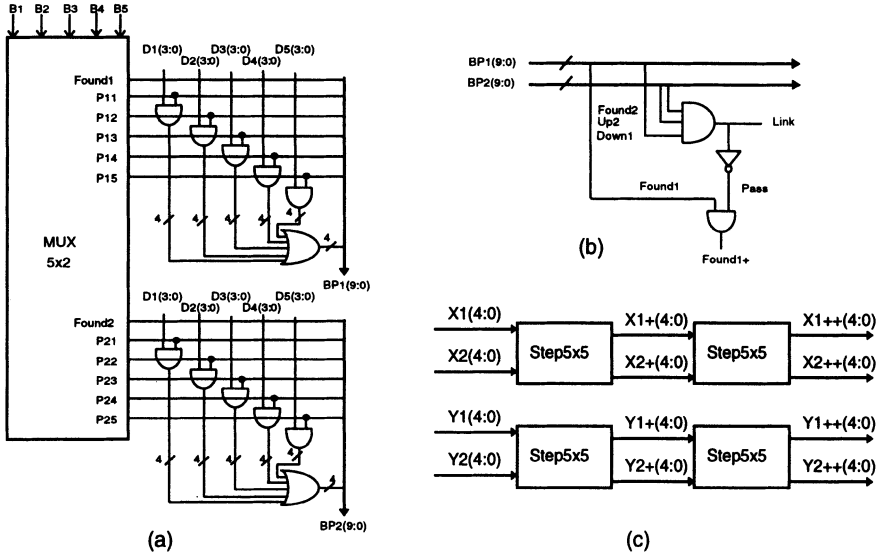 B1 B2 B3 B4 B5
D1(3:0) D3(3:0) D5(3:0)
D2(3:0) D4(3:0)
Found1
P11
P12
P13
P14
P15
4 4 4 4 4
4
MUX
5x2
BP1(9:0)
D1(3:0) D3(3:0) D5(3:0)
D2(3:0) D4(3:0)
Found2
P21
P22
P23
P24
P25
4 4 4 4 4
4
BP2(9:0)
(a)
BP1(9:0)
BP2(9:0)
Found2
Up2
Down1
Link
Found1
Pass
Found1+
(b)
X1(4:0) X1+(4:0) X1++(4:0)
Step5x5 Step5x5
X2(4:0) X2+(4:0) X2++(4:0)
Y1(4:0) Y1+(4:0) Y1++(4:0)
Step5x5 Step5x5
Y2(4:0) Y2+(4:0) Y2++(4:0)
(c)